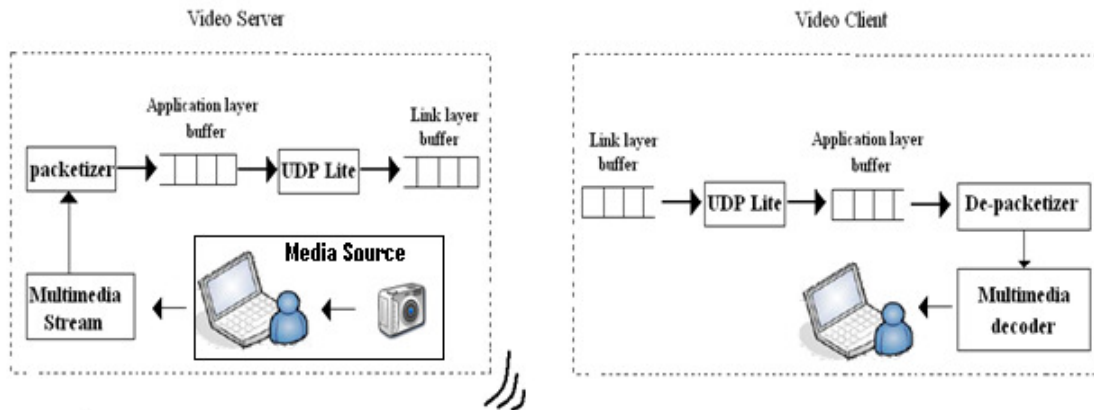 Video Server
Video Client
Application layer
buffer
Link layer
buffer
packetizer
UDP Lite
Media Source
Multimedia
Stream
Link layer
buffer
Application layer
buffer
UDP Lite
De-packetizer
Multimedia
decoder